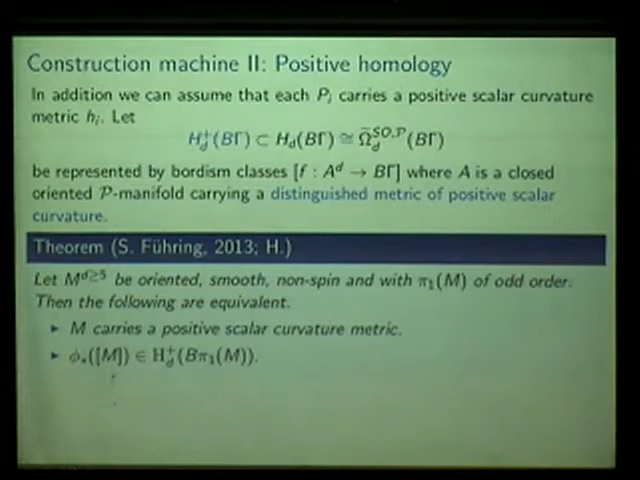 Construction machine II: Positive homology
In addition we can assume that each P_i carries a positive scalar curvature
metric h_i. Let
H_d^+(BΓ) ⊂ H_d(BΓ) ≅ Ω̃_d^{SO,P}(BΓ)
be represented by bordism classes [f : A^d → BΓ] where A is a closed
oriented P-manifold carrying a distinguished metric of positive scalar
curvature.
Theorem (S. Führing, 2013; H.)
Let M^{d≥5} be oriented, smooth, non-spin and with π_1(M) of odd order.
Then the following are equivalent.
▸ M carries a positive scalar curvature metric.
▸ ϕ_*([M]) ∈ H_d^+(Bπ_1(M)).